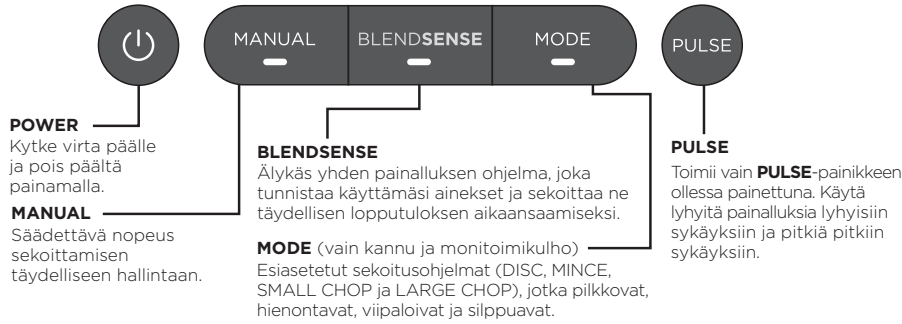 MANUAL
BLENDSENSE
MODE
PULSE
POWER
Kytke virta päälle
ja pois päältä
painamalla.
MANUAL
Säädettävä nopeus
sekoittamisen
täydelliseen hallintaan.
BLENDSENSE
Älykäs yhden painalluksen ohjelma, joka
tunnistaa käyttämäsi ainekset ja sekoittaa ne
täydellisen lopputuloksen aikaansaamiseksi.
MODE (vain kannu ja monitoimikulho)
Esiasetetut sekoitusohjelmat (DISC, MINCE,
SMALL CHOP ja LARGE CHOP), jotka pilkkovat,
hienontavat, viipaloivat ja silppuavat.
PULSE
Toimii vain PULSE-painikkeen
ollessa painettuna. Käytä
lyhyitä painalluksia lyhyisiin
sykäyksiin ja pitkiä pitkiin
sykäyksiin.